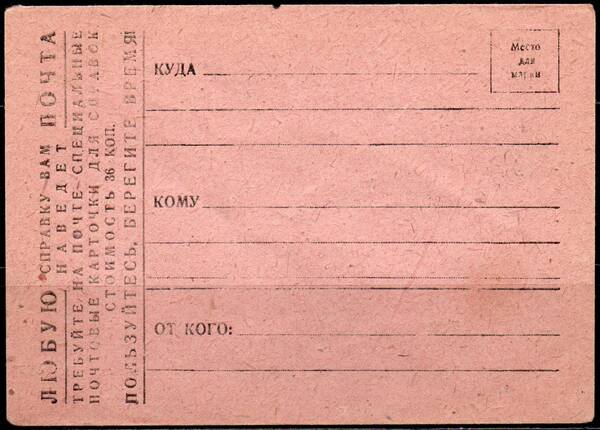 ЛЮБУЮ СПРАВКУ ВАМ ПОЧТА
НАВЕДЕТ
ТРЕБУЙТЕ НА ПОЧТЕ СПЕЦИАЛЬНЫЕ
ПОЧТОВЫЕ КАРТОЧКИ ДЛЯ СПРАВОК
СТОИМОСТЬ 36 КОП.
ПОЛЬЗУЙТЕСЬ, БЕРЕГИТЕ ВРЕМЯ!
Место
для
марки
КУДА
КОМУ
ОТ КОГО: